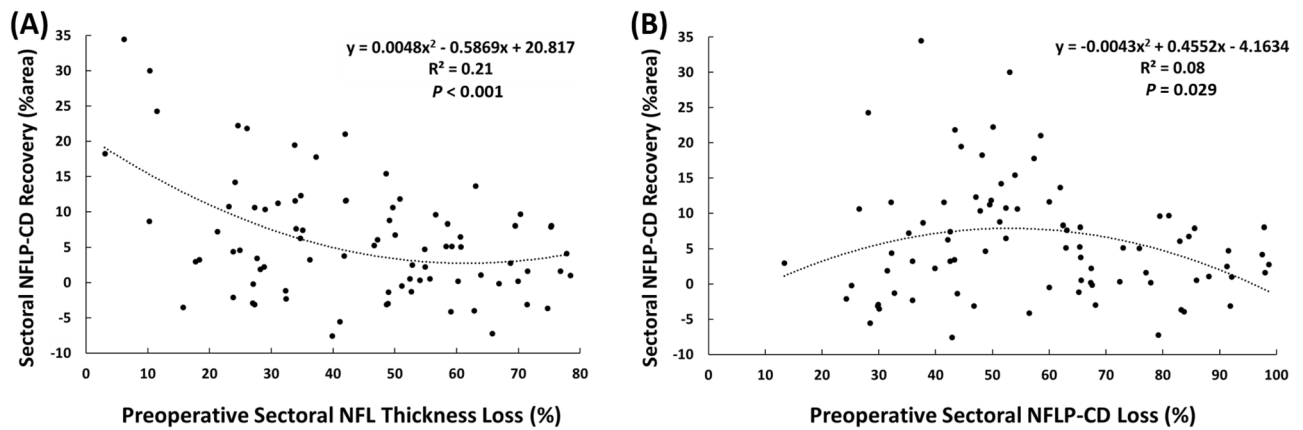 (A)
y = 0.0048x² - 0.5869x + 20.817
R² = 0.21
P < 0.001
Sectoral NFLP-CD Recovery (%area)
35
30
25
20
15
10
5
0
-5
-10
0 10 20 30 40 50 60 70 80
Preoperative Sectoral NFL Thickness Loss (%)
(B)
y = -0.0043x² + 0.4552x - 4.1634
R² = 0.08
P = 0.029
Sectoral NFLP-CD Recovery (%area)
35
30
25
20
15
10
5
0
-5
-10
0 10 20 30 40 50 60 70 80 90 100
Preoperative Sectoral NFLP-CD Loss (%)